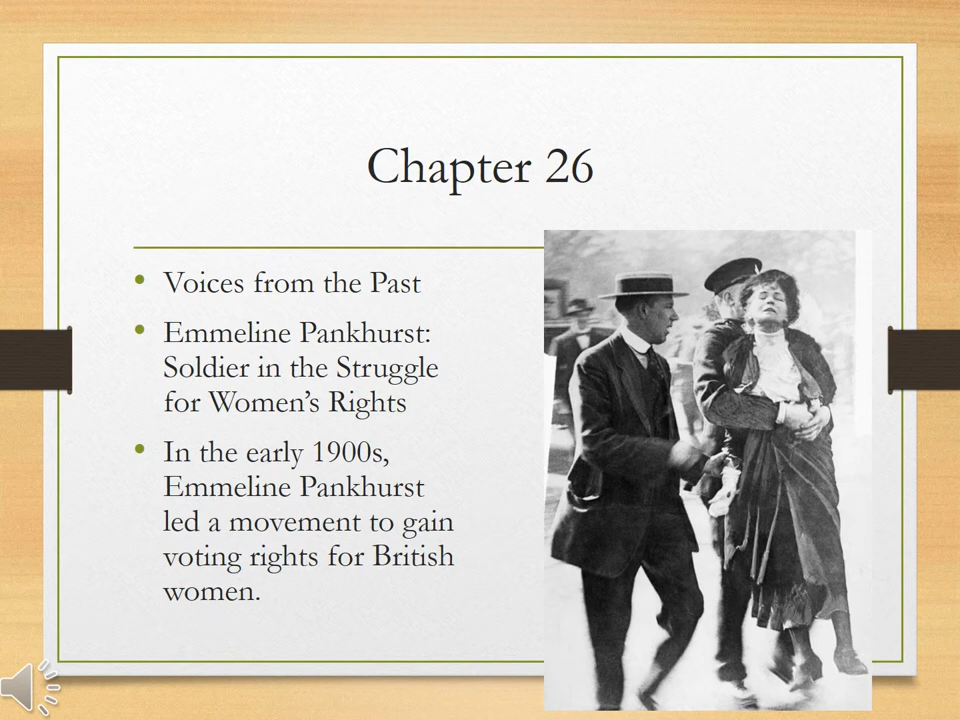 Chapter 26
Voices from the Past
Emmeline Pankhurst:
Soldier in the Struggle
for Women’s Rights
In the early 1900s,
Emmeline Pankhurst
led a movement to gain
voting rights for British
women.